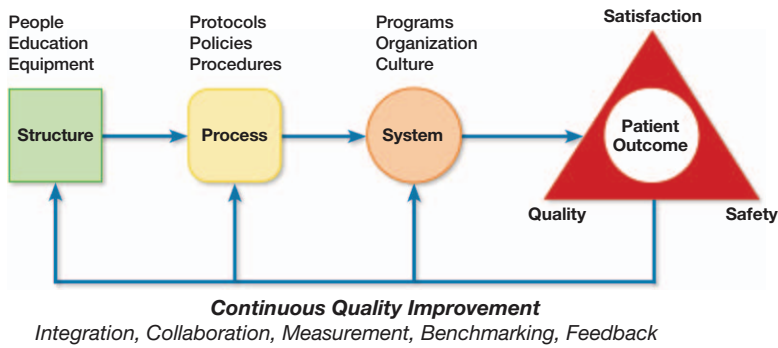 People
Education
Equipment
Protocols
Policies
Procedures
Programs
Organization
Culture
Satisfaction
Structure
Process
System
Patient
Outcome
Quality
Safety
Continuous Quality Improvement
Integration, Collaboration, Measurement, Benchmarking, Feedback